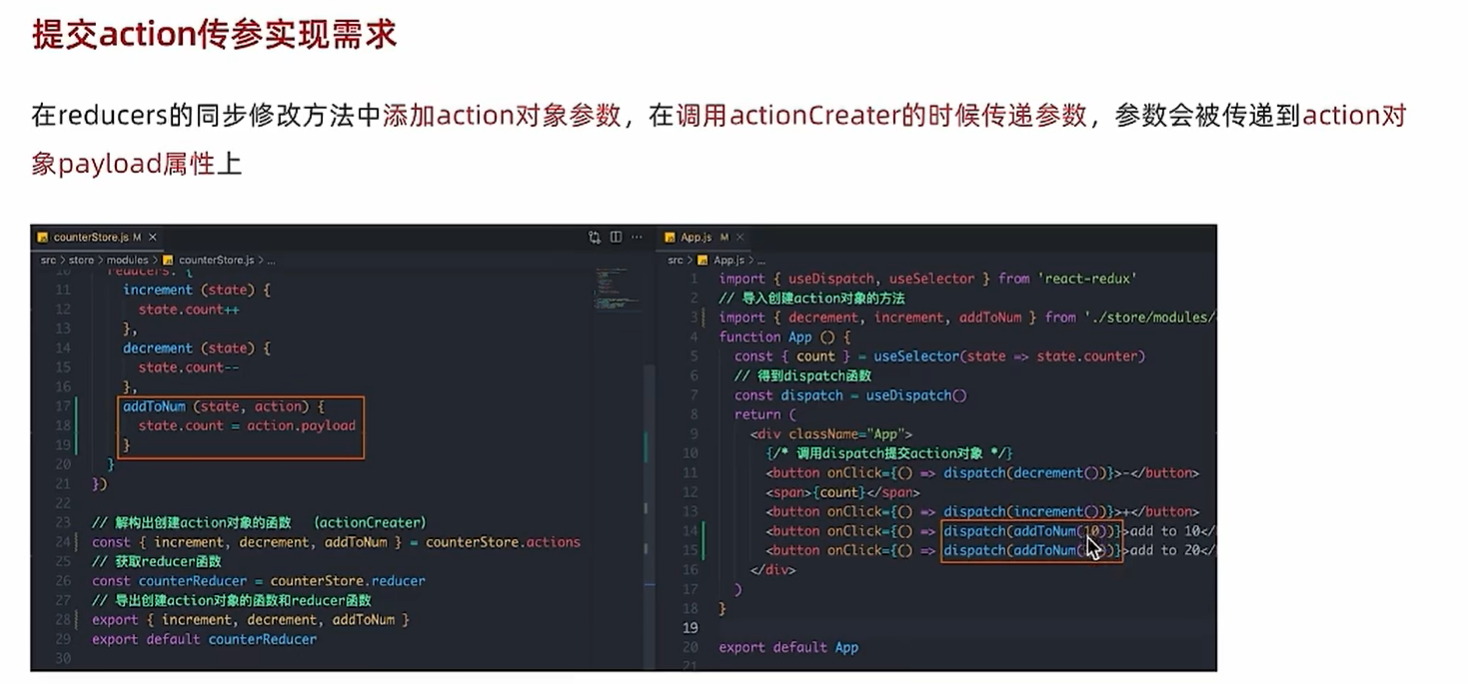 提交action传参实现需求
在reducers的同步修改方法中添加action对象参数，在调用actionCreater的时候传递参数，参数会被传递到action对
象payload属性上
counterStore.js M ×
src > store > modules > counterStore.js > ...
10 reducers: {
11 increment (state) {
12 state.count++
13 },
14 decrement (state) {
15 state.count--
16 },
17 addToNum (state, action) {
18 state.count = action.payload
19 }
20 }
21 })
22
23 // 解构出创建action对象的函数 (actionCreater)
24 const { increment, decrement, addToNum } = counterStore.actions
25 // 获取reducer函数
26 const counterReducer = counterStore.reducer
27 // 导出创建action对象的函数和reducer函数
28 export { increment, decrement, addToNum }
29 export default counterReducer
30
App.js M ×
src > App.js > ...
1 import { useDispatch, useSelector } from 'react-redux'
2 // 导入创建action对象的方法
3 import { decrement, increment, addToNum } from './store/modules/
4 function App () {
5 const { count } = useSelector(state => state.counter)
6 // 得到dispatch函数
7 const dispatch = useDispatch()
8 return (
9 <div className="App">
10 {/* 调用dispatch提交action对象 */}
11 <button onClick={() => dispatch(decrement())}>-</button>
12 <span>{count}</span>
13 <button onClick={() => dispatch(increment())}>+</button>
14 <button onClick={() => dispatch(addToNum(10))}>add to 10</
15 <button onClick={() => dispatch(addToNum( ))}>add to 20</
16 </div>
17 )
18 }
19
20 export default App
21